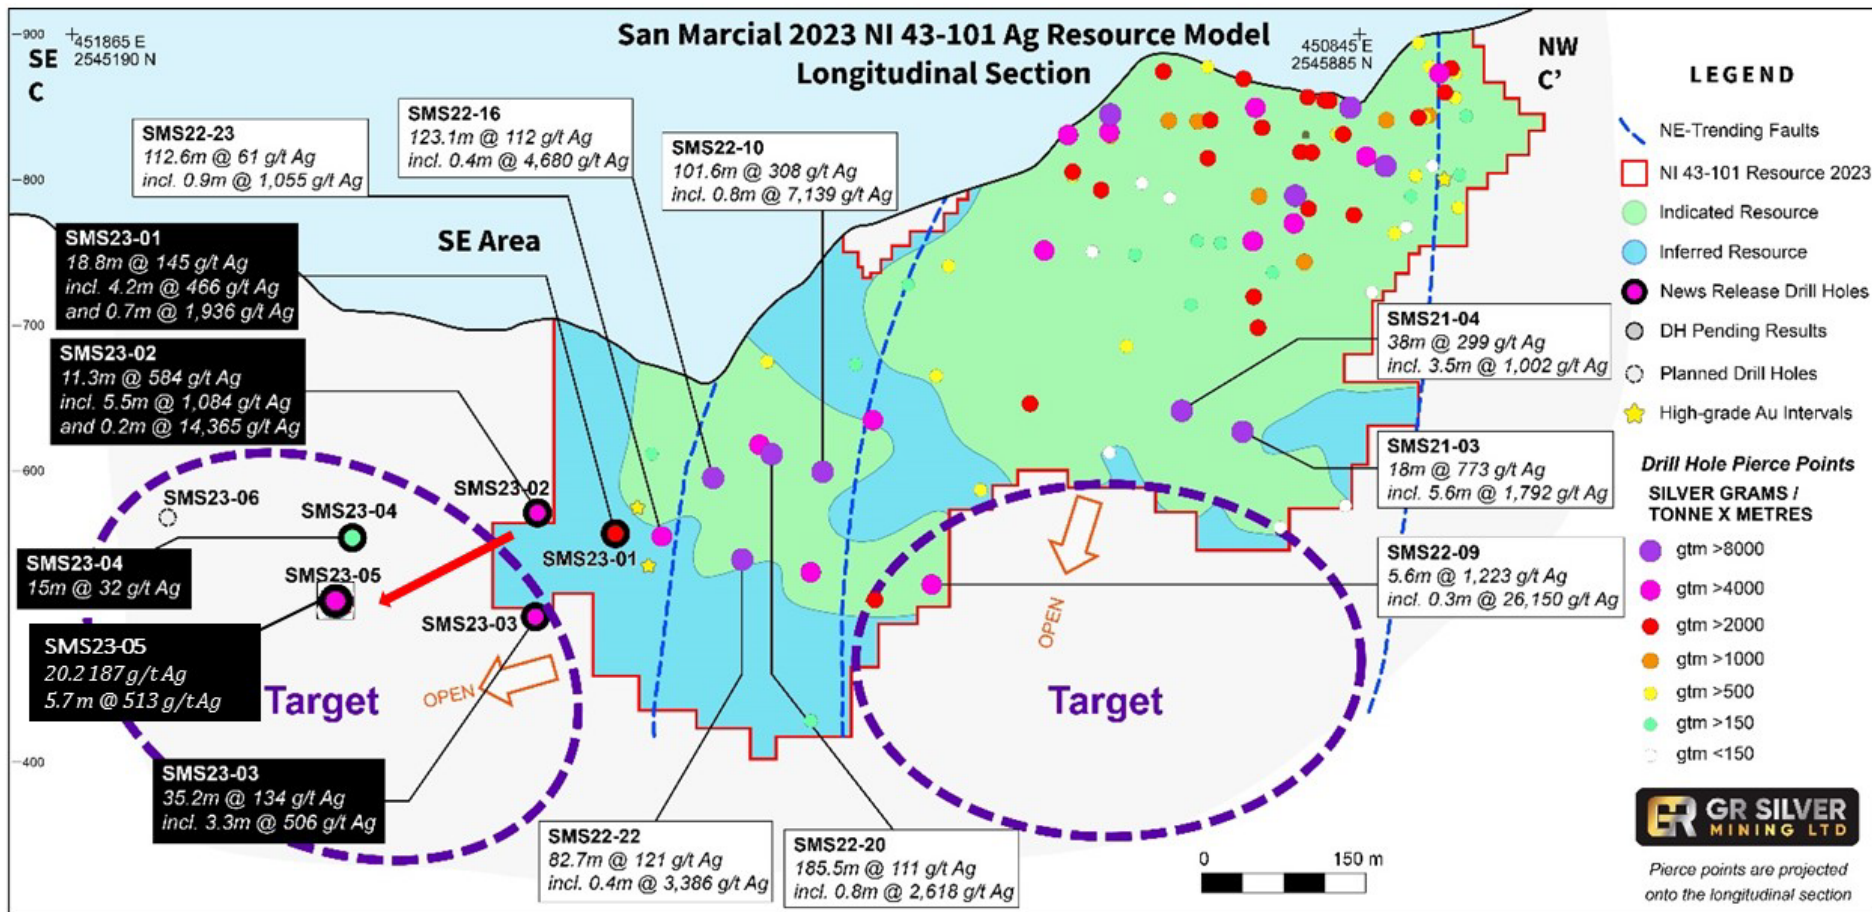 San Marcial 2023 NI 43-101 Ag Resource Model
Longitudinal Section
900
451865 E
2545190 N
SE
C
450845 E
2545885 N
NW
C'
800
700
600
400
SMS22-23
112.6m @ 61 g/t Ag
incl. 0.9m @ 1,055 g/t Ag
SMS22-16
123.1m @ 112 g/t Ag
incl. 0.4m @ 4,680 g/t Ag
SMS22-10
101.6m @ 308 g/t Ag
incl. 0.8m @ 7,139 g/t Ag
SE Area
SMS23-01
18.8m @ 145 g/t Ag
incl. 4.2m @ 466 g/t Ag
and 0.7m @ 1,936 g/t Ag
SMS23-02
11.3m @ 584 g/t Ag
incl. 5.5m @ 1,084 g/t Ag
and 0.2m @ 14,365 g/t Ag
SMS21-04
38m @ 299 g/t Ag
incl. 3.5m @ 1,002 g/t Ag
SMS21-03
18m @ 773 g/t Ag
incl. 5.6m @ 1,792 g/t Ag
SMS22-09
5.6m @ 1,223 g/t Ag
incl. 0.3m @ 26,150 g/t Ag
SMS23-06
SMS23-04
SMS23-02
SMS23-01
SMS23-05
SMS23-03
SMS23-04
15m @ 32 g/t Ag
SMS23-05
20.2 187 g/t Ag
5.7 m @ 513 g/t Ag
Target
OPEN
OPEN
Target
SMS23-03
35.2m @ 134 g/t Ag
incl. 3.3m @ 506 g/t Ag
SMS22-22
82.7m @ 121 g/t Ag
incl. 0.4m @ 3,386 g/t Ag
SMS22-20
185.5m @ 111 g/t Ag
incl. 0.8m @ 2,618 g/t Ag
0 150 m
LEGEND
NE-Trending Faults
NI 43-101 Resource 2023
Indicated Resource
Inferred Resource
News Release Drill Holes
DH Pending Results
Planned Drill Holes
High-grade Au Intervals
Drill Hole Pierce Points
SILVER GRAMS /
TONNE X METRES
gtm >8000
gtm >4000
gtm >2000
gtm >1000
gtm >500
gtm >150
gtm <150
GR SILVER
MINING LTD
Pierce points are projected
onto the longitudinal section